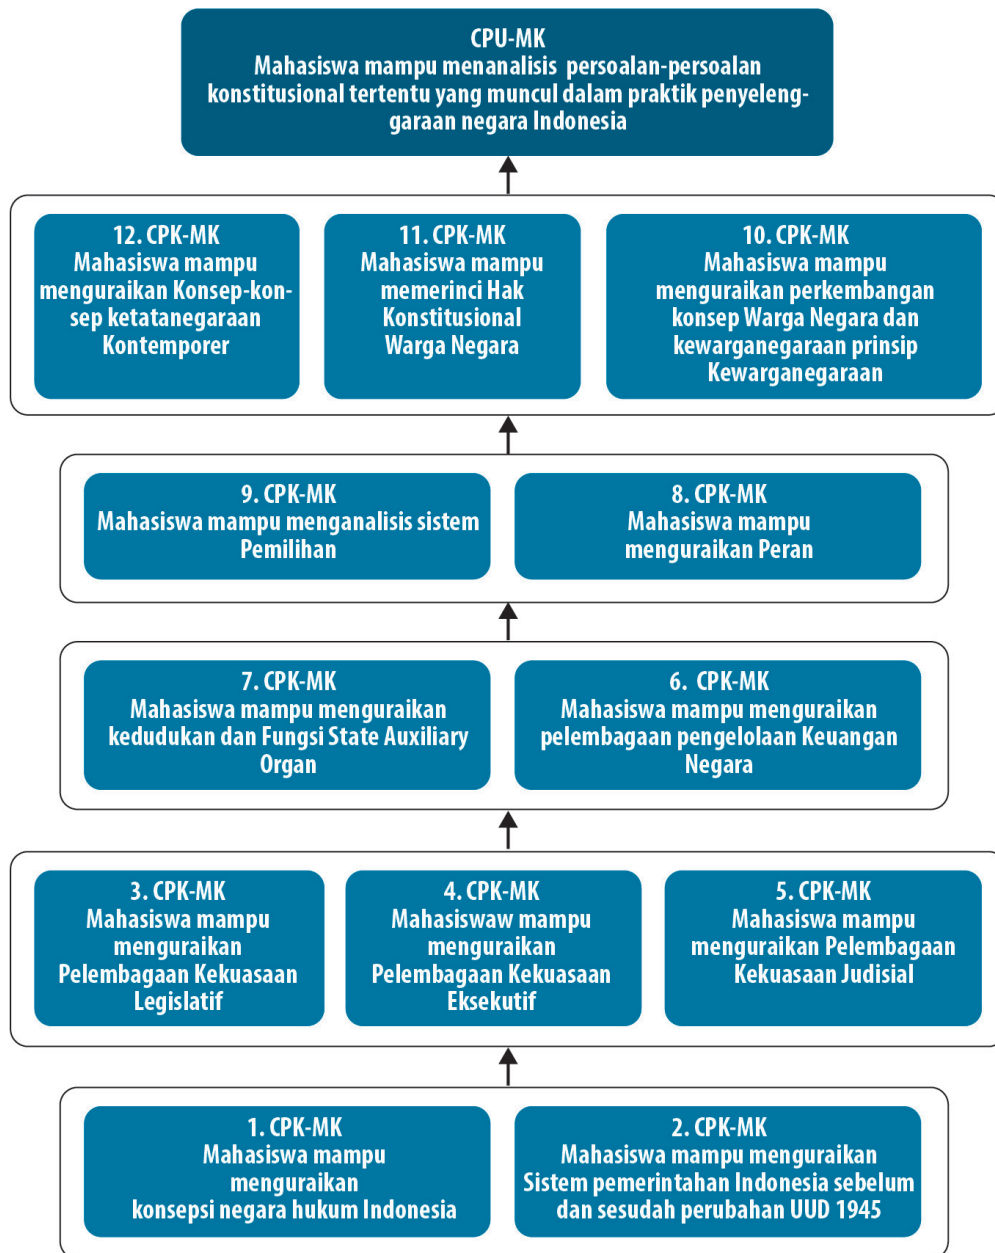 CPU-MK
Mahasiswa mampu menanalisis persoalan-persoalan
konstitusional tertentu yang muncul dalam praktik penyeleng-
garaan negara Indonesia
12. CPK-MK
Mahasiswa mampu
menguraikan Konsep-kon-
sep ketatanegaraan
Kontemporer
11. CPK-MK
Mahasiswa mampu
memerinci Hak
Konstitusional
Warga Negara
10. CPK-MK
Mahasiswa mampu
menguraikan perkembangan
konsep Warga Negara dan
kewarganegaraan prinsip
Kewarganegaraan
9. CPK-MK
Mahasiswa mampu menganalisis sistem
Pemilihan
8. CPK-MK
Mahasiswa mampu
menguraikan Peran
7. CPK-MK
Mahasiswa mampu menguraikan
kedudukan dan Fungsi State Auxiliary
Organ
6. CPK-MK
Mahasiswa mampu menguraikan
pelembagaan pengelolaan Keuangan
Negara
3. CPK-MK
Mahasiswa mampu
menguraikan
Pelembagaan Kekuasaan
Legislatif
4. CPK-MK
Mahasiswaw mampu
menguraikan
Pelembagaan Kekuasaan
Eksekutif
5. CPK-MK
Mahasiswa mampu
menguraikan Pelembagaan
Kekuasaan Judisial
1. CPK-MK
Mahasiswa mampu
menguraikan
konsepsi negara hukum Indonesia
2. CPK-MK
Mahasiswa mampu menguraikan
Sistem pemerintahan Indonesia sebelum
dan sesudah perubahan UUD 1945